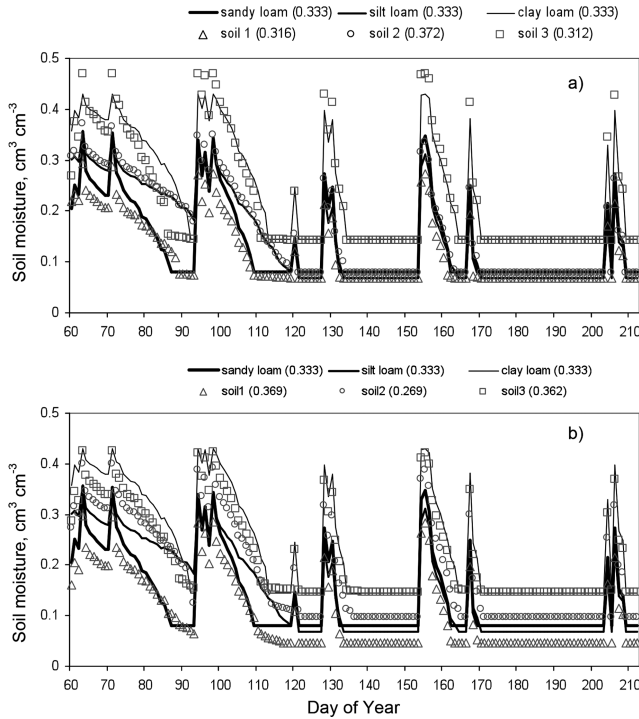 sandy loam (0.333) silt loam (0.333) clay loam (0.333)
soil 1 (0.316) soil 2 (0.372) soil 3 (0.312)
a)
Soil moisture, cm3 cm-3
0.5
0.4
0.3
0.2
0.1
0
60 70 80 90 100 110 120 130 140 150 160 170 180 190 200 210
sandy loam (0.333) silt loam (0.333) clay loam (0.333)
soil1 (0.369) soil2 (0.269) soil3 (0.362)
b)
Soil moisture, cm3 cm-3
0.5
0.4
0.3
0.2
0.1
0
60 70 80 90 100 110 120 130 140 150 160 170 180 190 200 210
Day of Year